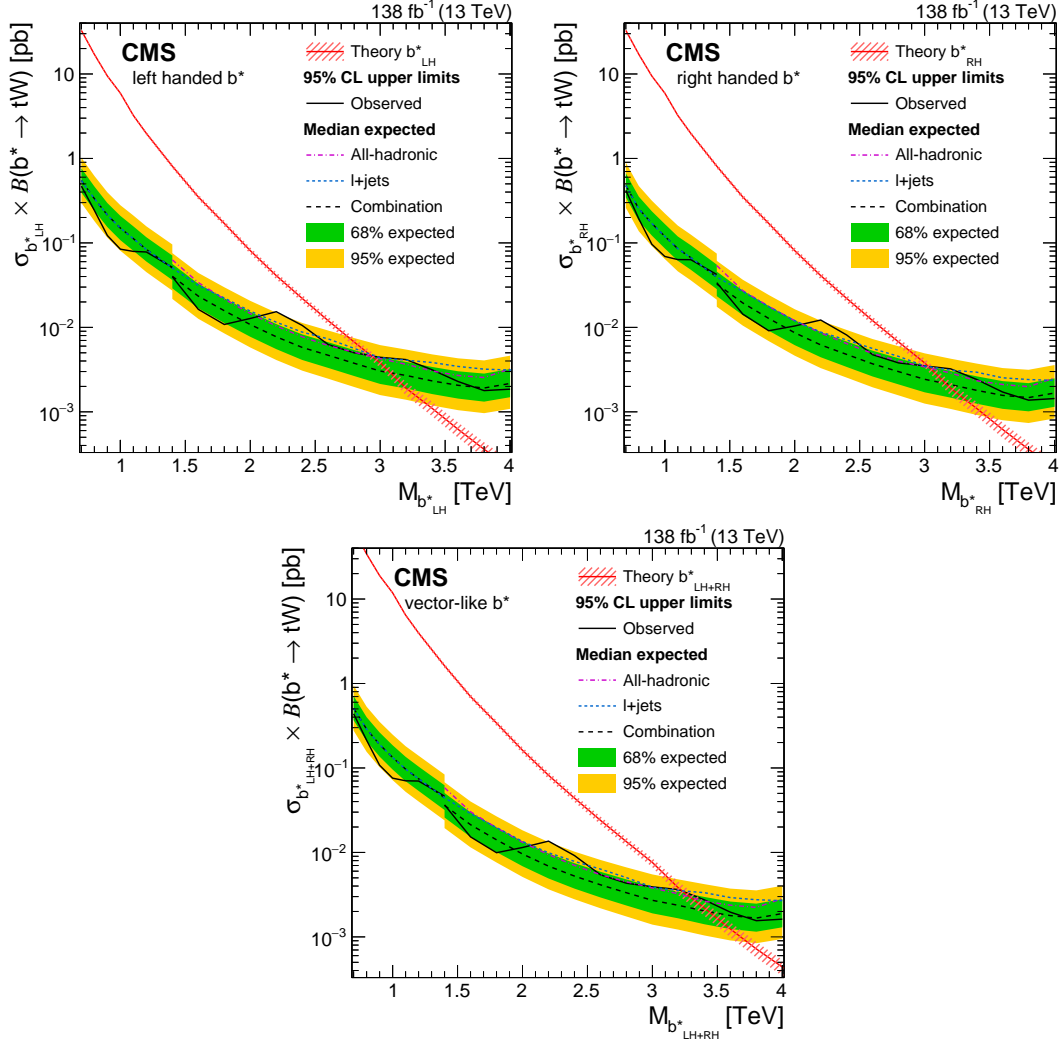 138 fb⁻¹ (13 TeV)
CMS
left handed b*
Theory b*LH
95% CL upper limits
Observed
Median expected
All-hadronic
l+jets
Combination
68% expected
95% expected
σb*LH × B(b* → tW) [pb]
10
1
10⁻¹
10⁻²
10⁻³
1 1.5 2 2.5 3 3.5 4
Mb*LH [TeV]
138 fb⁻¹ (13 TeV)
CMS
right handed b*
Theory b*RH
95% CL upper limits
Observed
Median expected
All-hadronic
l+jets
Combination
68% expected
95% expected
σb*RH × B(b* → tW) [pb]
10
1
10⁻¹
10⁻²
10⁻³
1 1.5 2 2.5 3 3.5 4
Mb*RH [TeV]
138 fb⁻¹ (13 TeV)
CMS
vector-like b*
Theory b*LH+RH
95% CL upper limits
Observed
Median expected
All-hadronic
l+jets
Combination
68% expected
95% expected
σb*LH+RH × B(b* → tW) [pb]
10
1
10⁻¹
10⁻²
10⁻³
1 1.5 2 2.5 3 3.5 4
Mb*LH+RH [TeV]